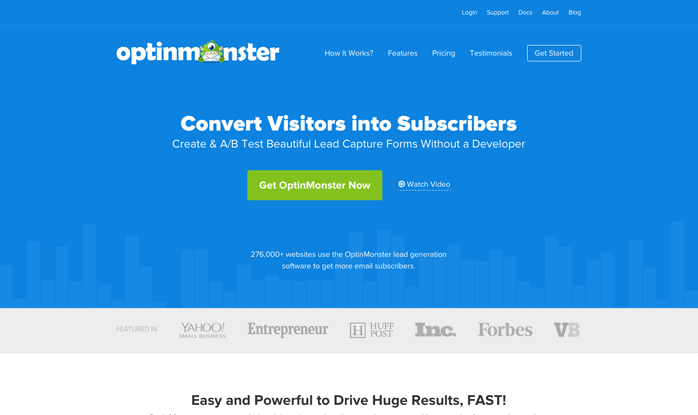 Login Support Docs About Blog
optinmonster
How It Works? Features Pricing Testimonials Get Started
Convert Visitors into Subscribers
Create & A/B Test Beautiful Lead Capture Forms Without a Developer
Get OptinMonster Now Watch Video
276,000+ websites use the OptinMonster lead generation
software to get more email subscribers.
FEATURED IN YAHOO! SMALL BUSINESS Entrepreneur HUFF POST Inc. Forbes VB
Easy and Powerful to Drive Huge Results, FAST!